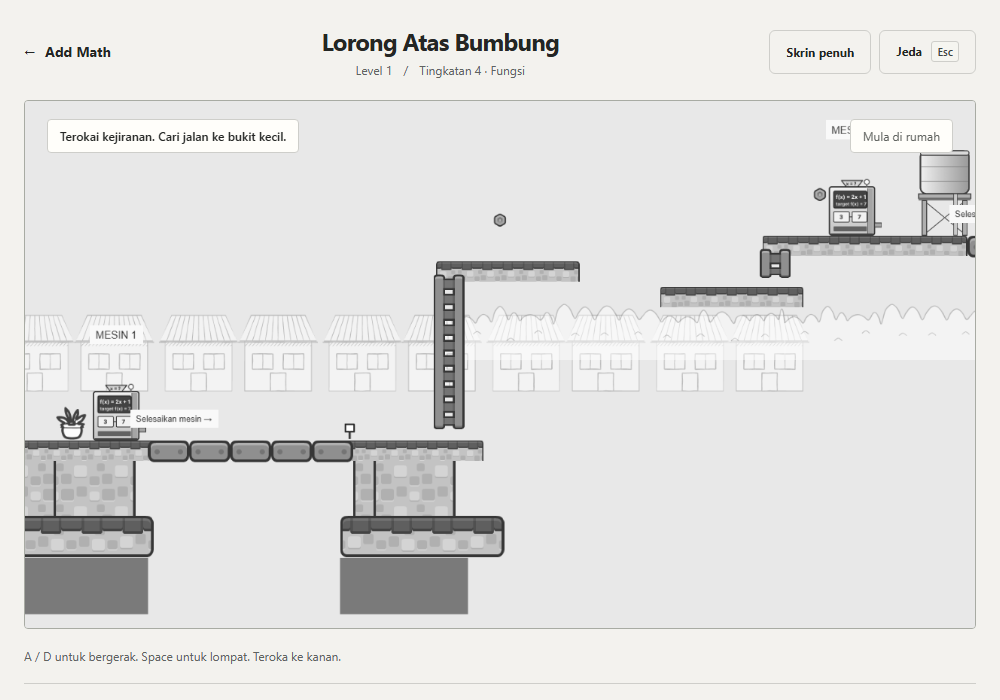 ← Add Math
Lorong Atas Bumbung
Level 1 / Tingkatan 4 · Fungsi
Skrin penuh
Jeda Esc
Terokai kejiranan. Cari jalan ke bukit kecil.
Mula di rumah
f(x) = 2x + 1
target f(x) = 7
3 7
MESIN 1
f(x) = 2x + 1
3 7
Selesaikan mesin →
A / D untuk bergerak. Space untuk lompat. Teroka ke kanan.